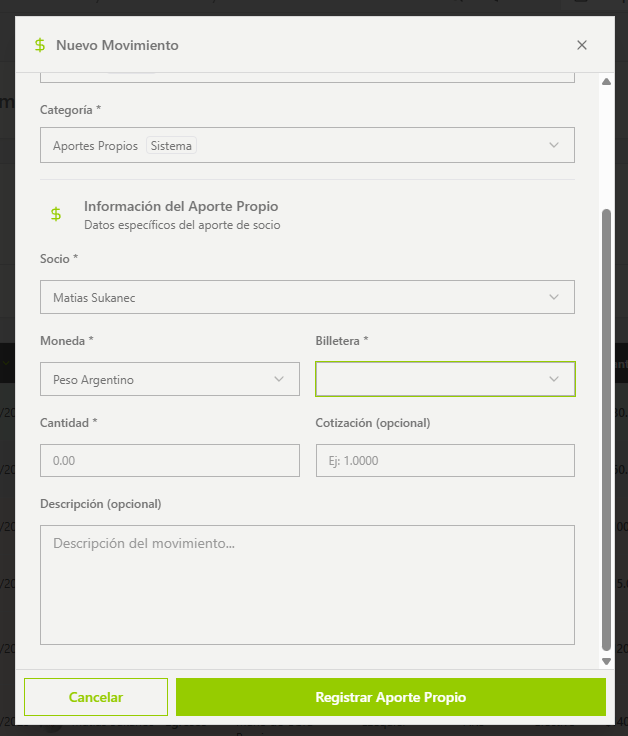 Nuevo Movimiento
Categoría *
Aportes Propios Sistema
Información del Aporte Propio
Datos específicos del aporte de socio
Socio *
Matias Sukanec
Moneda * Billetera *
Peso Argentino
Cantidad * Cotización (opcional)
0.00 Ej: 1.0000
Descripción (opcional)
Descripción del movimiento...
Cancelar Registrar Aporte Propio